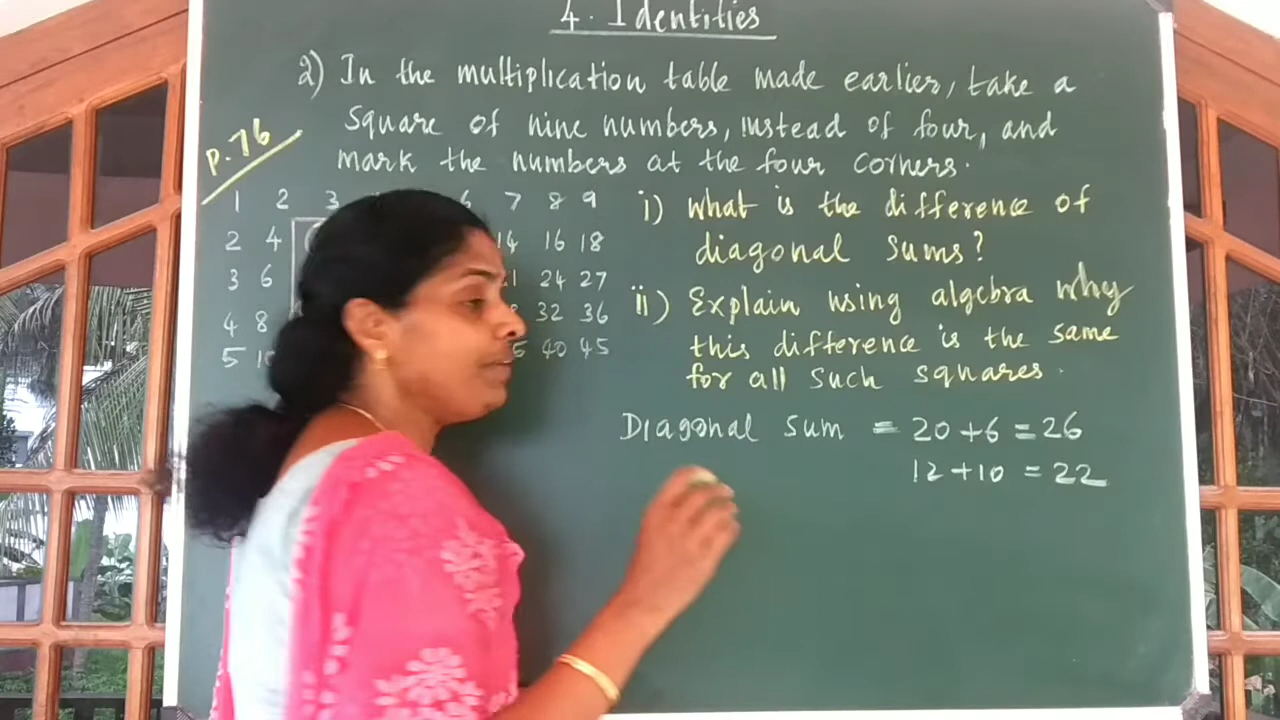 4. Identities
2) In the multiplication table made earlier, take a
square of nine numbers, instead of four, and
mark the numbers at the four corners.
P.76
1 2 3 6 7 8 9
2 4 14 16 18
3 6 24 27
4 8 32 36
5 40 45
i) What is the difference of
diagonal sums?
ii) Explain using algebra why
this difference is the same
for all such squares.
Diagonal sum = 20+6 = 26
12+10 = 22